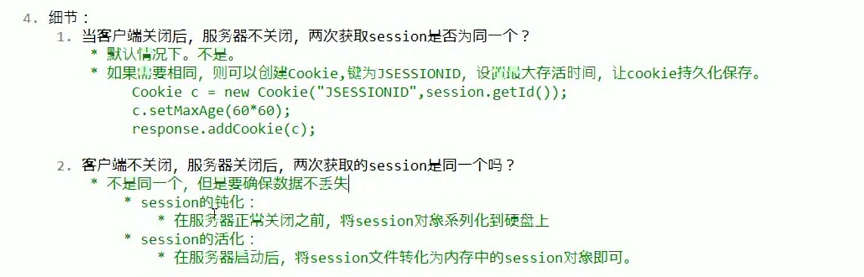 4. 细节：
1. 当客户端关闭后，服务器不关闭，两次获取session是否为同一个？
* 默认情况下。不是。
* 如果需要相同，则可以创建Cookie,键为JSESSIONID，设置最大存活时间，让cookie持久化保存。
Cookie c = new Cookie("JSESSIONID",session.getId());
c.setMaxAge(60*60);
response.addCookie(c);
2. 客户端不关闭，服务器关闭后，两次获取的session是同一个吗？
* 不是同一个，但是要确保数据不丢失
* session的钝化：
* 在服务器正常关闭之前，将session对象系列化到硬盘上
* session的活化：
* 在服务器启动后，将session文件转化为内存中的session对象即可。